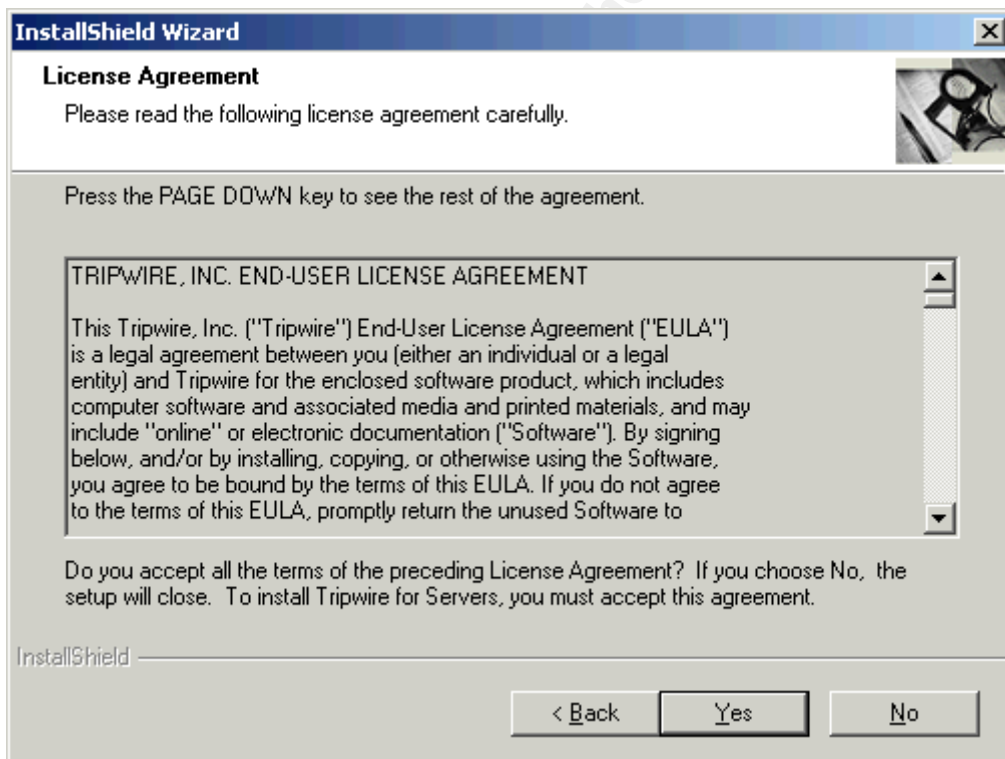 InstallShield Wizard
License Agreement
Please read the following license agreement carefully.
Press the PAGE DOWN key to see the rest of the agreement.
TRIPWIRE, INC. END-USER LICENSE AGREEMENT
This Tripwire, Inc. ("Tripwire") End-User License Agreement ("EULA")
is a legal agreement between you (either an individual or a legal
entity) and Tripwire for the enclosed software product, which includes
computer software and associated media and printed materials, and may
include "online" or electronic documentation ("Software"). By signing
below, and/or by installing, copying, or otherwise using the Software,
you agree to be bound by the terms of this EULA. If you do not agree
to the terms of this EULA, promptly return the unused Software to
Do you accept all the terms of the preceding License Agreement? If you choose No, the
setup will close. To install Tripwire for Servers, you must accept this agreement.
InstallShield
< Back
Yes
No